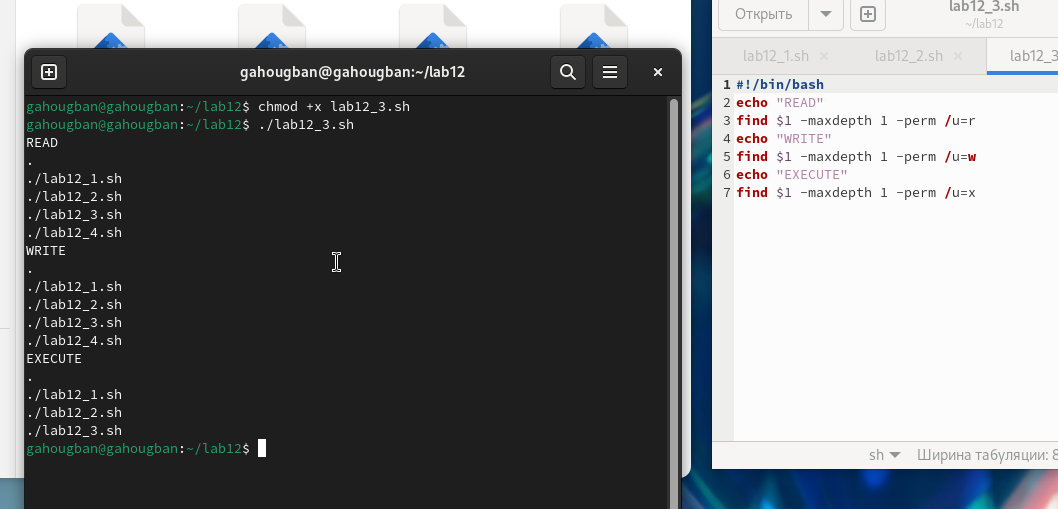 gahougban@gahougban:~/lab12
gahougban@gahougban:~/lab12$ chmod +x lab12_3.sh
gahougban@gahougban:~/lab12$ ./lab12_3.sh
READ
.
./lab12_1.sh
./lab12_2.sh
./lab12_3.sh
./lab12_4.sh
WRITE
.
./lab12_1.sh
./lab12_2.sh
./lab12_3.sh
./lab12_4.sh
EXECUTE
.
./lab12_1.sh
./lab12_2.sh
./lab12_3.sh
gahougban@gahougban:~/lab12$
Открыть
lab12_3.sh
~/lab12
lab12_1.sh
lab12_2.sh
lab12_3
1 #!/bin/bash
2 echo "READ"
3 find $1 -maxdepth 1 -perm /u=r
4 echo "WRITE"
5 find $1 -maxdepth 1 -perm /u=w
6 echo "EXECUTE"
7 find $1 -maxdepth 1 -perm /u=x
sh
Ширина табуляции: 8